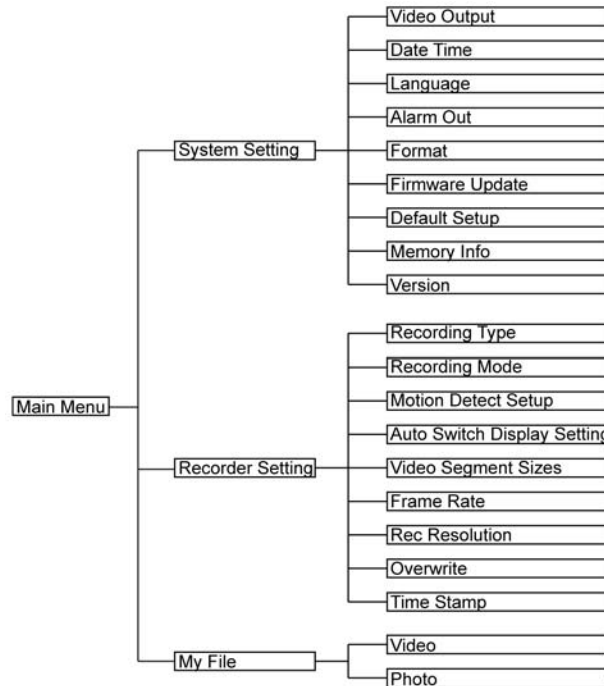 Video Output
Date Time
Language
Alarm Out
System Setting
Format
Firmware Update
Default Setup
Memory Info
Version
Recording Type
Recording Mode
Main Menu
Motion Detect Setup
Auto Switch Display Setting
Recorder Setting
Video Segment Sizes
Frame Rate
Rec Resolution
Overwrite
Time Stamp
Video
My File
Photo